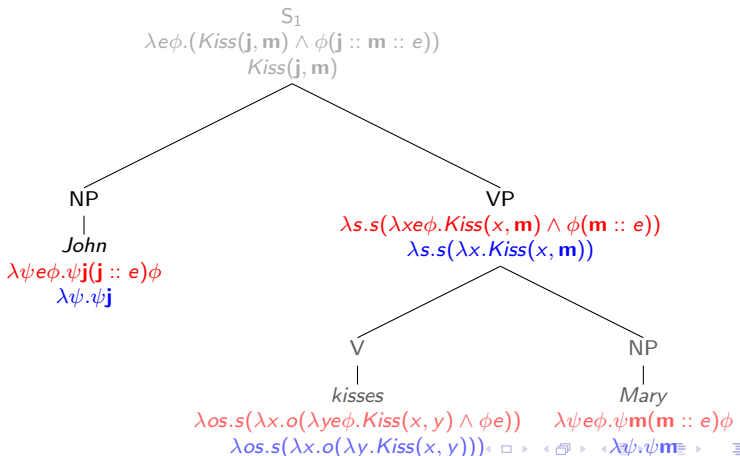 S₁
λeϕ.(Kiss(j, m) ∧ ϕ(j :: m :: e))
Kiss(j, m)
NP VP
John λs.s(λxeϕ.Kiss(x, m) ∧ ϕ(m :: e))
λψeϕ.ψj(j :: e)ϕ λs.s(λx.Kiss(x, m))
λψ.ψj
V NP
kisses Mary
λos.s(λx.o(λyeϕ.Kiss(x, y) ∧ ϕe)) λψeϕ.ψm(m :: e)ϕ
λos.s(λx.o(λy.Kiss(x, y))) λψ.ψm